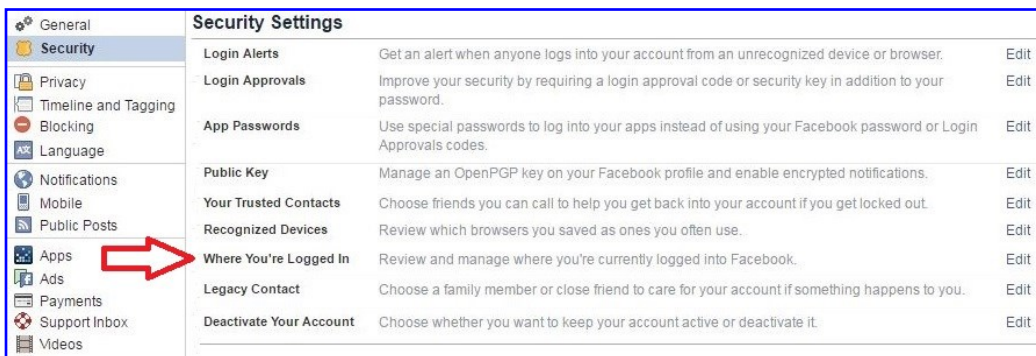 General
Security
Privacy
Timeline and Tagging
Blocking
Language
Notifications
Mobile
Public Posts
Apps
Ads
Payments
Support Inbox
Videos
Security Settings
Login Alerts Get an alert when anyone logs into your account from an unrecognized device or browser. Edit
Login Approvals Improve your security by requiring a login approval code or security key in addition to your Edit
password.
App Passwords Use special passwords to log into your apps instead of using your Facebook password or Login Edit
Approvals codes.
Public Key Manage an OpenPGP key on your Facebook profile and enable encrypted notifications. Edit
Your Trusted Contacts Choose friends you can call to help you get back into your account if you get locked out. Edit
Recognized Devices Review which browsers you saved as ones you often use. Edit
Where You're Logged In Review and manage where you're currently logged into Facebook. Edit
Legacy Contact Choose a family member or close friend to care for your account if something happens to you. Edit
Deactivate Your Account Choose whether you want to keep your account active or deactivate it. Edit